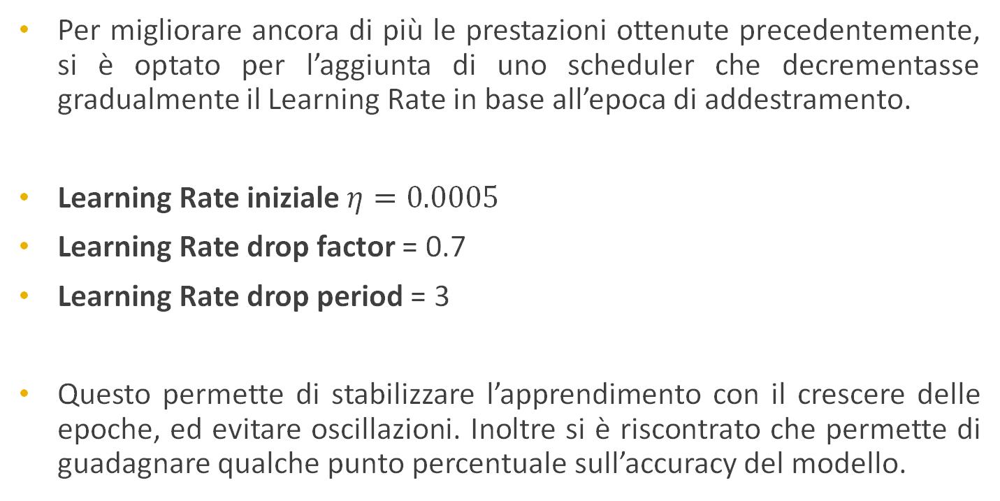 • Per migliorare ancora di più le prestazioni ottenute precedentemente,
si è optato per l’aggiunta di uno scheduler che decrementasse
gradualmente il Learning Rate in base all’epoca di addestramento.
• Learning Rate iniziale η = 0.0005
• Learning Rate drop factor = 0.7
• Learning Rate drop period = 3
• Questo permette di stabilizzare l’apprendimento con il crescere delle
epoche, ed evitare oscillazioni. Inoltre si è riscontrato che permette di
guadagnare qualche punto percentuale sull’accuracy del modello.